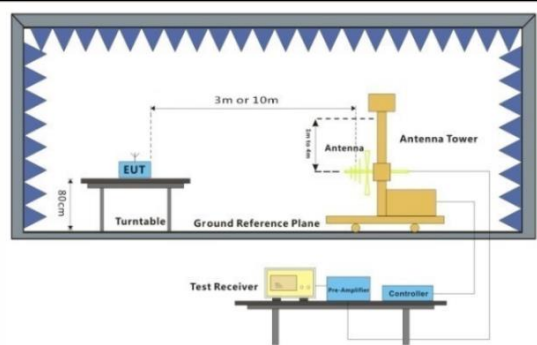 3m or 10m
1m to 4m
Antenna
Antenna Tower
EUT
80cm
Turntable
Ground Reference Plane
Test Receiver
Pre-Amplifier
Controller